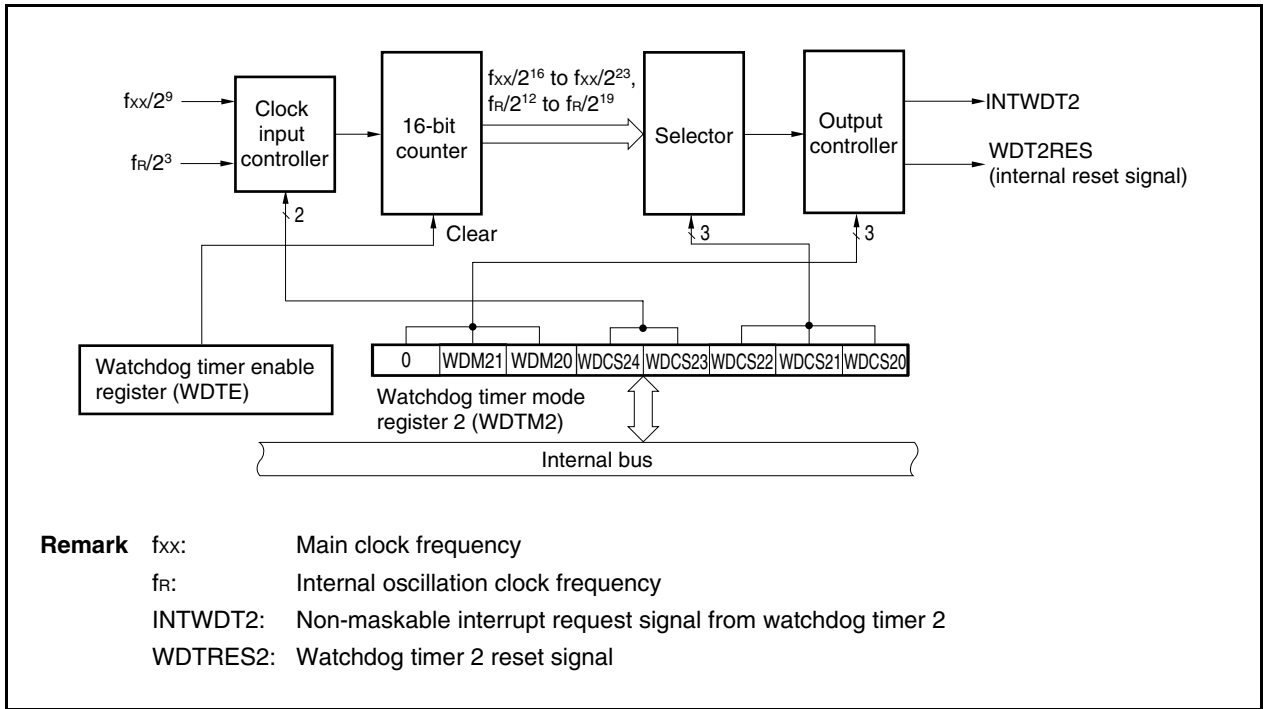 fxx/2⁹
fR/2³
Clock
input
controller
2
16-bit
counter
Clear
fxx/2¹⁶ to fxx/2²³,
fR/2¹² to fR/2¹⁹
Selector
3
Output
controller
3
INTWDT2
WDT2RES
(internal reset signal)
Watchdog timer enable
register (WDTE)
0 WDM21 WDM20 WDCS24 WDCS23 WDCS22 WDCS21 WDCS20
Watchdog timer mode
register 2 (WDTM2)
Internal bus
Remark fxx: Main clock frequency
fR: Internal oscillation clock frequency
INTWDT2: Non-maskable interrupt request signal from watchdog timer 2
WDTRES2: Watchdog timer 2 reset signal